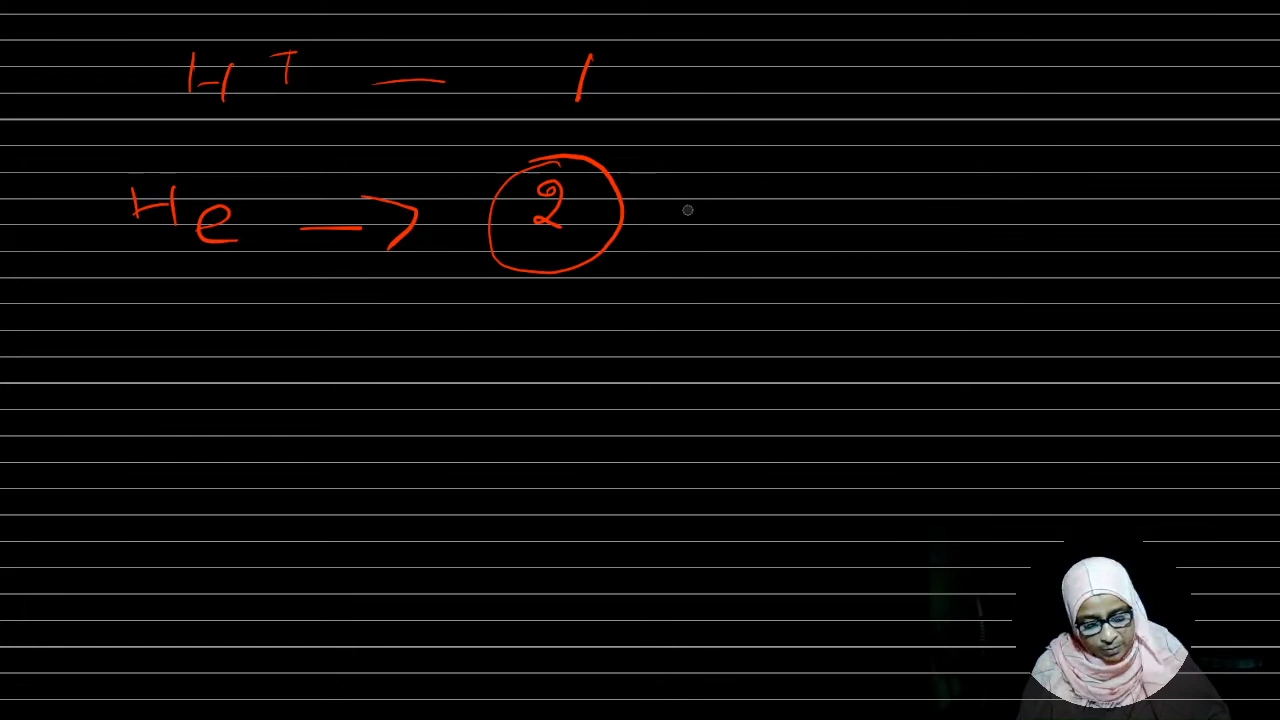 H⁺ — 1
He —> 2